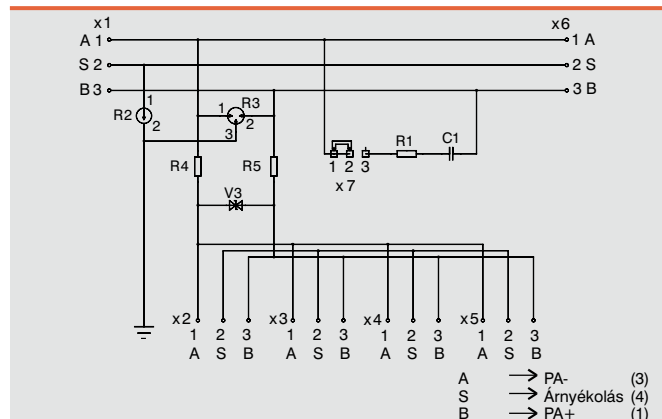 x1 x6
A 1 1 A
S 2 2 S
B 3 3 B
R2 1 2
1 R3 2 3
R4 R5
R1 C1
1 2 3
x7
V3
x2 x3 x4 x5
1 2 3 1 2 3 1 2 3 1 2 3
A S B A S B A S B A S B
A PA- (3)
S Árnyékolás (4)
B PA+ (1)